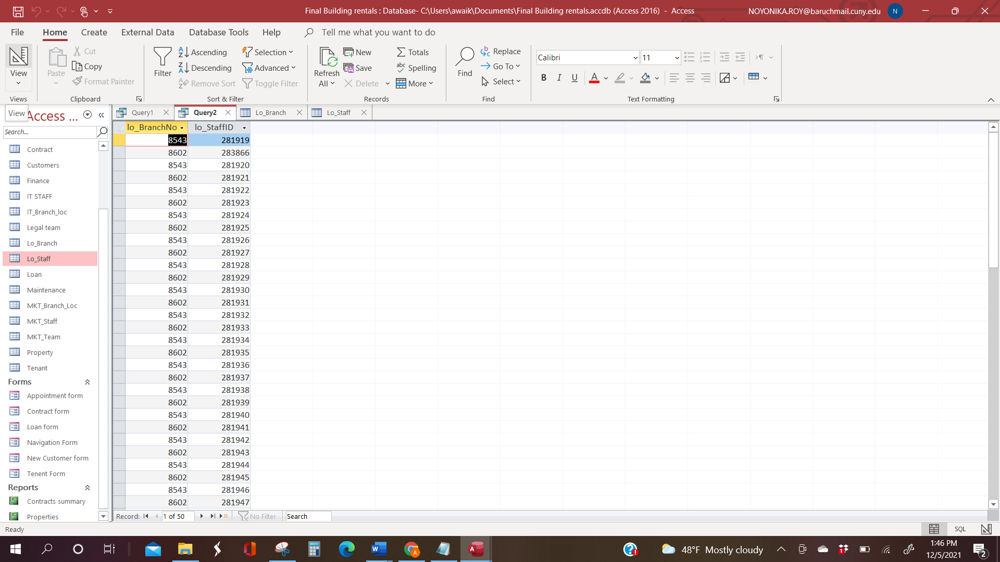 Final Building rentals : Database- C:\Users\awaik\Documents\Final Building rentals.accdb (Access 2016) - Access
NOYONIKA.ROY@baruchmail.cuny.edu
N
File Home Create External Data Database Tools Help Tell me what you want to do
View
Views
Paste
Cut
Copy
Format Painter
Clipboard
Filter
Ascending
Descending
Remove Sort
Selection
Advanced
Toggle Filter
Sort & Filter
Refresh
All
New
Save
Delete
Totals
Spelling
More
Records
Find
Replace
Go To
Select
Find
Calibri
11
B I U
Text Formatting
View
Access ...
Search...
Contract
Customers
Finance
IT STAFF
IT_Branch_loc
Legal team
Lo_Branch
Lo_Staff
Loan
Maintenance
MKT_Branch_Loc
MKT_Staff
MKT_Team
Property
Tenant
Forms
Appointment form
Contract form
Loan form
Navigation Form
New Customer form
Tenent Form
Reports
Contracts summary
Properties
Query1 Query2 Lo_Branch Lo_Staff
lo_BranchNo lo_StaffID
8543 281919
8602 283866
8543 281920
8602 281921
8543 281922
8602 281923
8543 281924
8602 281925
8543 281926
8602 281927
8543 281928
8602 281929
8543 281930
8602 281931
8543 281932
8602 281933
8543 281934
8602 281935
8543 281936
8602 281937
8543 281938
8602 281939
8543 281940
8602 281941
8543 281942
8602 281943
8543 281944
8602 281945
8543 281946
8602 281947
Record: 1 of 50 No Filter Search
Ready
SQL
48°F Mostly cloudy
1
1:46 PM
12/5/2021
2